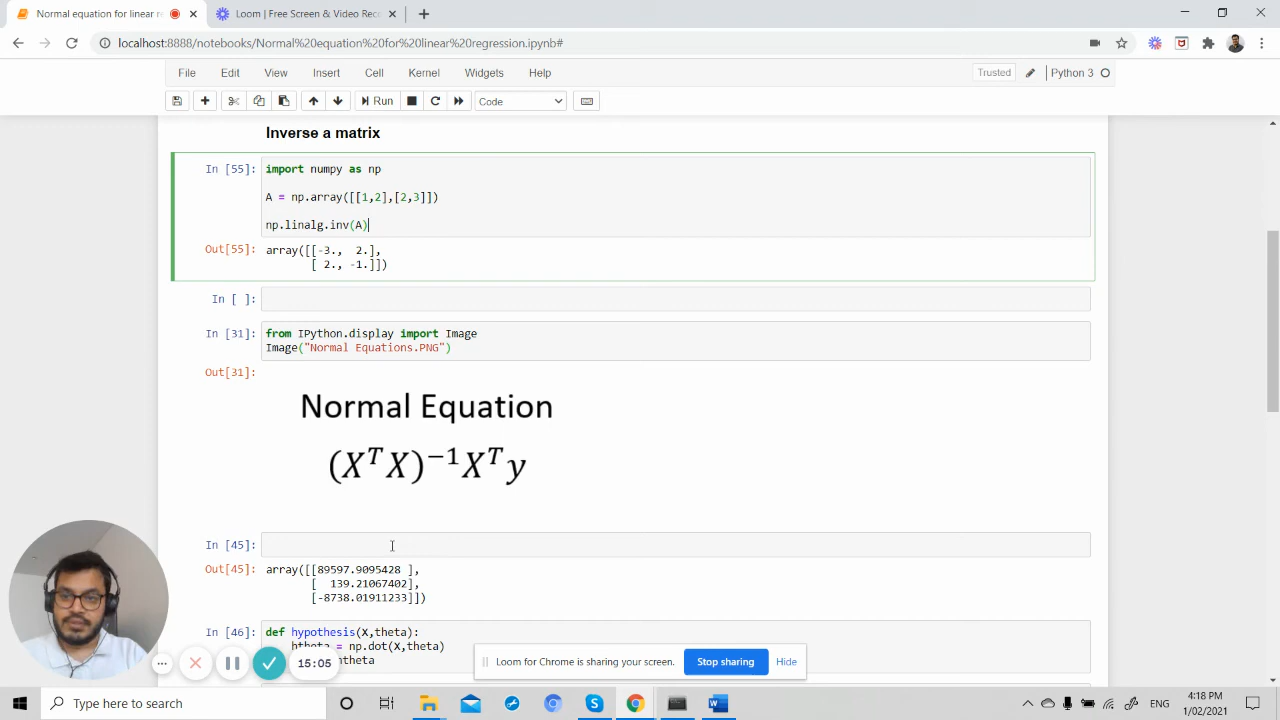 Normal equation for linear re
Loom | Free Screen & Video Rec
localhost:8888/notebooks/Normal%20equation%20for%20linear%20regression.ipynb#
File Edit View Insert Cell Kernel Widgets Help
Trusted
Python 3
Run
Code
Inverse a matrix
In [55]:
import numpy as np
A = np.array([[1,2],[2,3]])
np.linalg.inv(A)
Out[55]:
array([[-3., 2.],
[ 2., -1.]])
In [ ]:
In [31]:
from IPython.display import Image
Image("Normal Equations.PNG")
Out[31]:
Normal Equation
(X^T X)^−1 X^T y
In [45]:
Out[45]:
array([[89597.9095428 ],
[ 139.21067402],
[-8738.01911233]])
In [46]:
def hypothesis(X,theta):
= np.dot(X,theta)
15:05
Loom for Chrome is sharing your screen.
Stop sharing
Hide
Type here to search
ENG
4:18 PM
1/02/2021